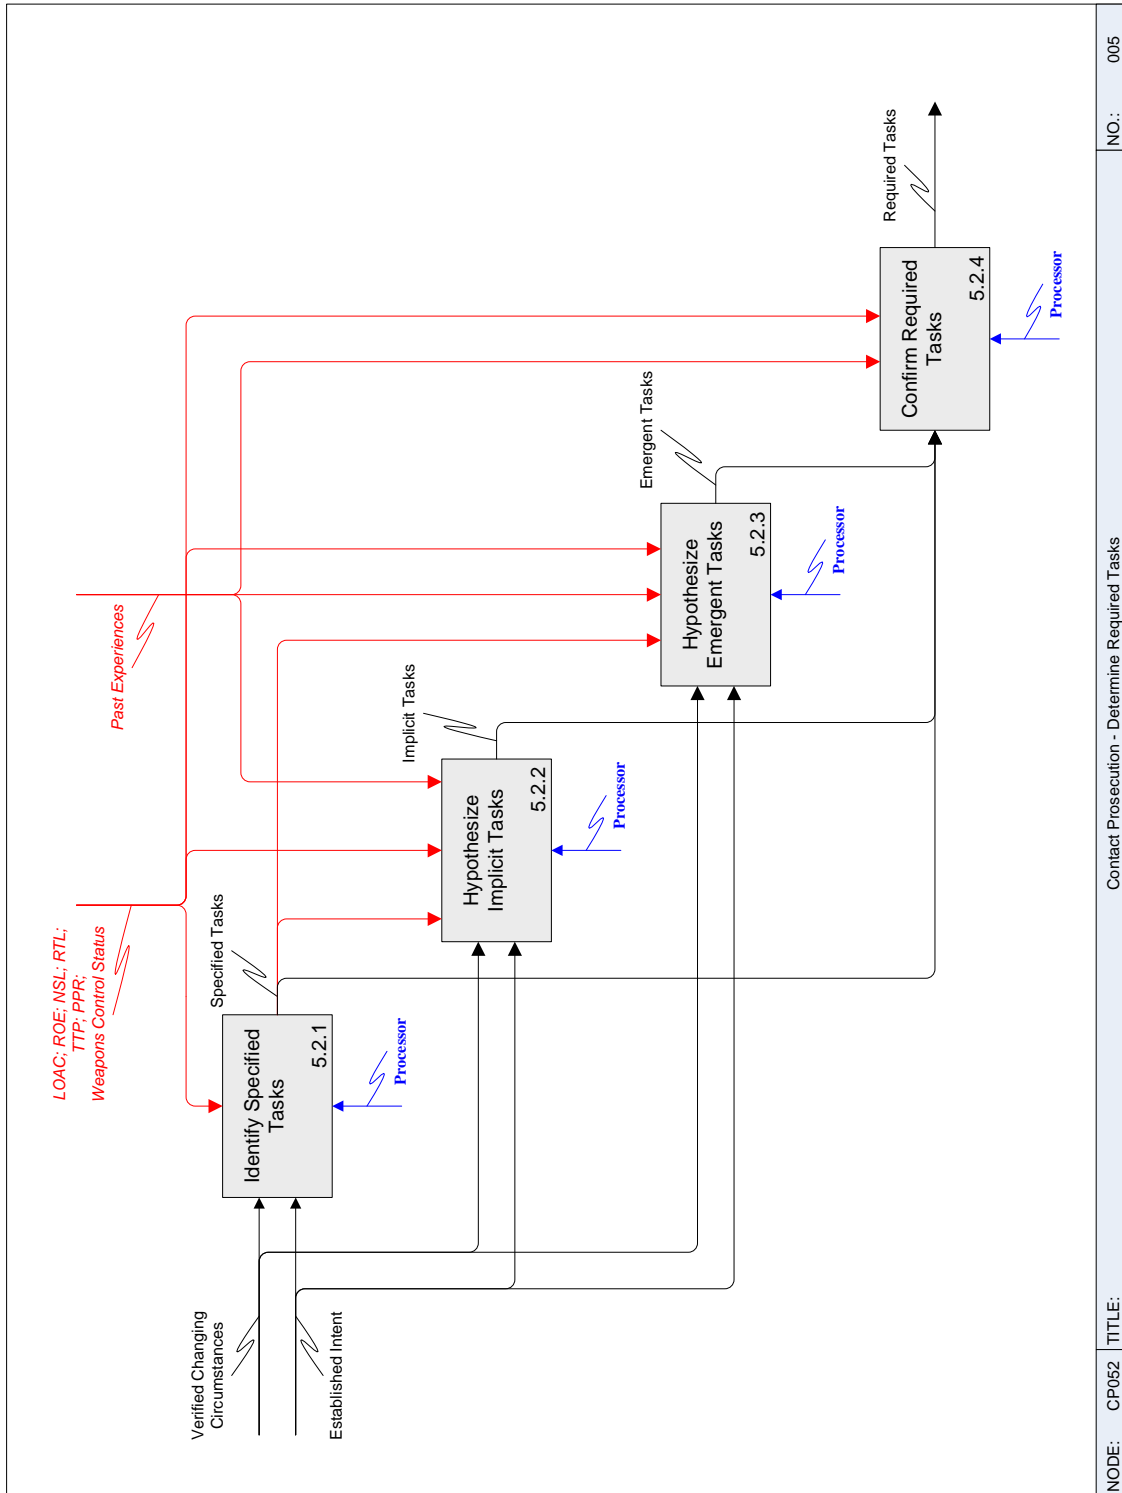 LOAC; ROE; NSL; RTL;
TTP; PPR;
Weapons Control Status
Past Experiences
Verified Changing
Circumstances
Established Intent
Identify Specified
Tasks
5.2.1
Processor
Specified Tasks
Hypothesize
Implicit Tasks
5.2.2
Processor
Implicit Tasks
Hypothesize
Emergent Tasks
5.2.3
Processor
Emergent Tasks
Confirm Required
Tasks
5.2.4
Processor
Required Tasks
NODE: CP052 TITLE: Contact Prosecution - Determine Required Tasks NO.: 005